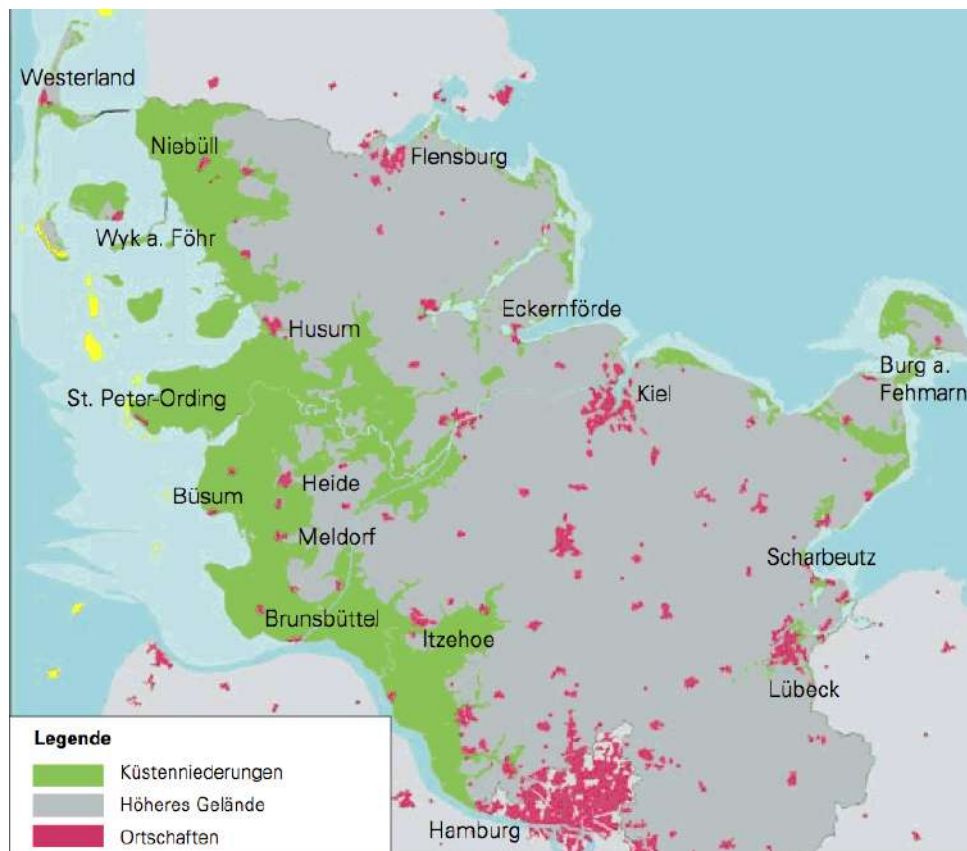 Westerland
Niebüll
Flensburg
Wyk a. Föhr
Eckernförde
Husum
Burg a.
Fehmarn
St. Peter-Ording
Kiel
Heide
Büsum
Meldorf
Scharbeutz
Brunsbüttel
Itzehoe
Lübeck
Legende
Küstenniederungen
Höheres Gelände
Ortschaften
Hamburg